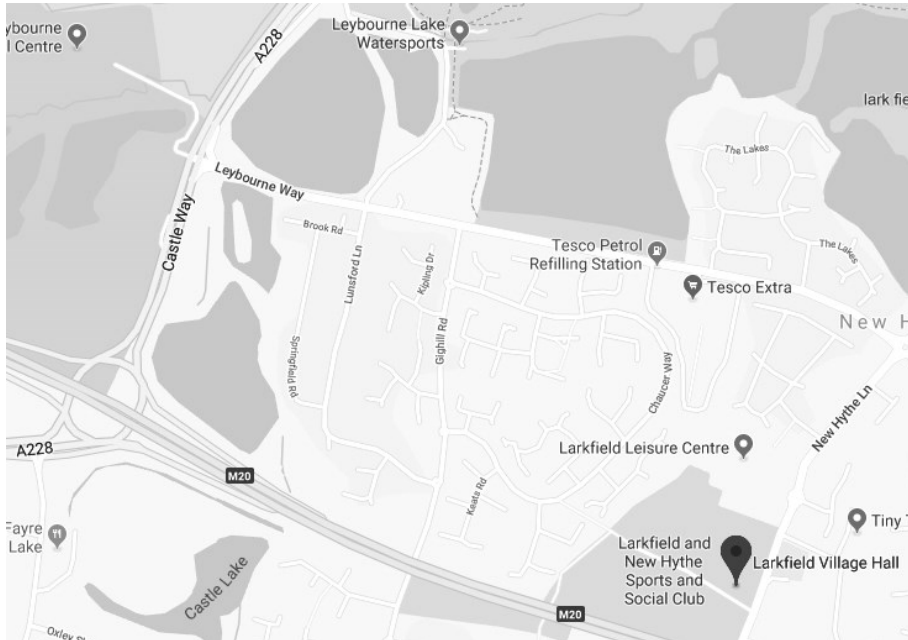 ybourne
l Centre
A228
Leybourne Lake
Watersports
lark fie
The Lakes
Leybourne Way
Castle Way
Brook Rd
Lunsford Ln
Kipling Dr
Tesco Petrol
Refilling Station
The Lakes
Tesco Extra
New H
Gighill Rd
Springfield Rd
Chaucer Way
New Hythe Ln
A228
Larkfield Leisure Centre
M20
Keats Rd
Fayre
Lake
Tiny T
Larkfield and
New Hythe
Sports and
Social Club
Larkfield Village Hall
Castle Lake
M20
Oxley S